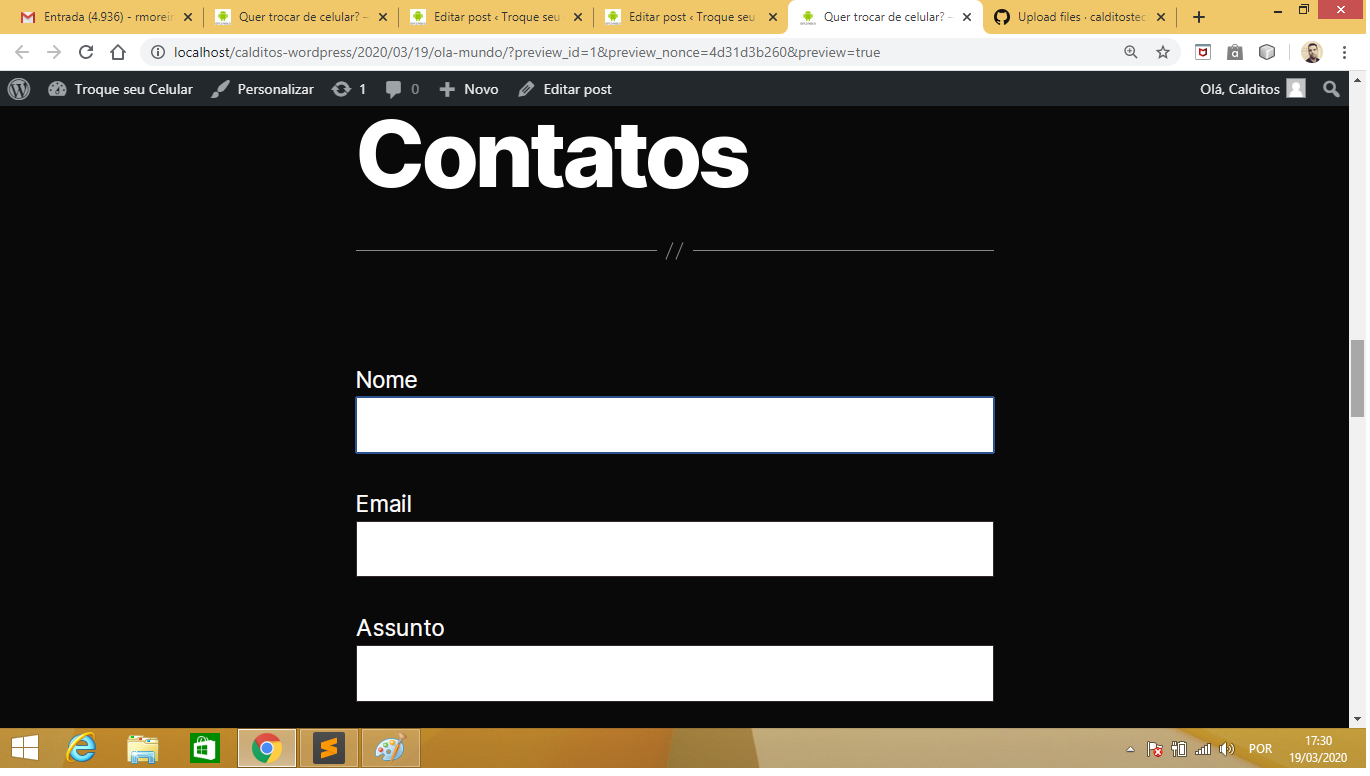 Entrada (4.936) - rmoreir
Quer trocar de celular? –
Editar post ‹ Troque seu
Editar post ‹ Troque seu
Quer trocar de celular? –
Upload files · calditostec
localhost/calditos-wordpress/2020/03/19/ola-mundo/?preview_id=1&preview_nonce=4d31d3b260&preview=true
Troque seu Celular
Personalizar
1
0
Novo
Editar post
Olá, Calditos
Contatos
//
Nome
Email
Assunto
POR
17:30
19/03/2020